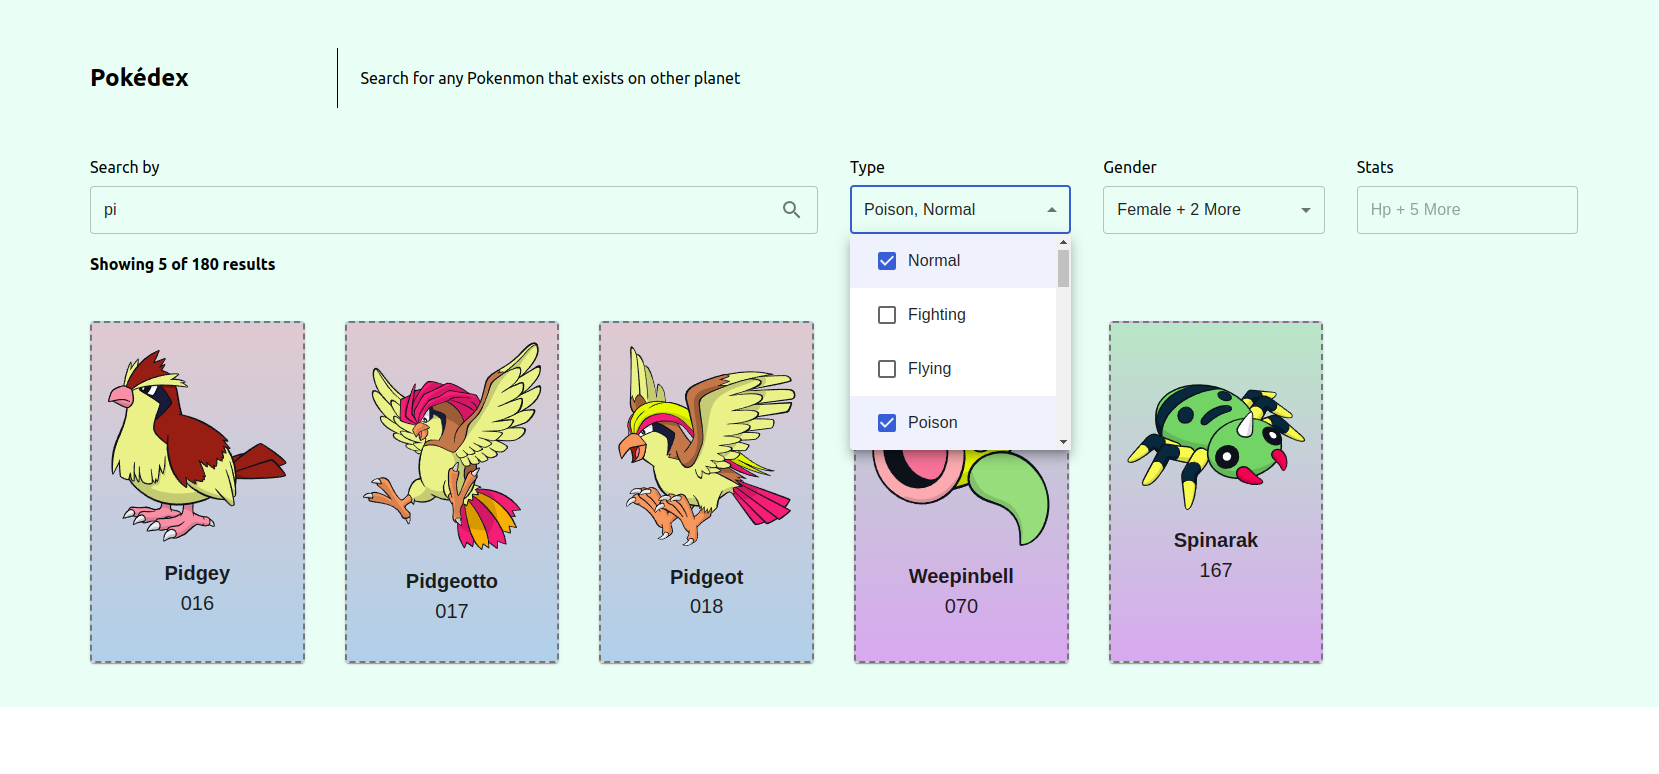 Pokédex
Search for any Pokenmon that exists on other planet
Search by
Type
Gender
Stats
pi
Poison, Normal
Female + 2 More
Hp + 5 More
Showing 5 of 180 results
Normal
Fighting
Flying
Poison
Pidgey
016
Pidgeotto
017
Pidgeot
018
Weepinbell
070
Spinarak
167